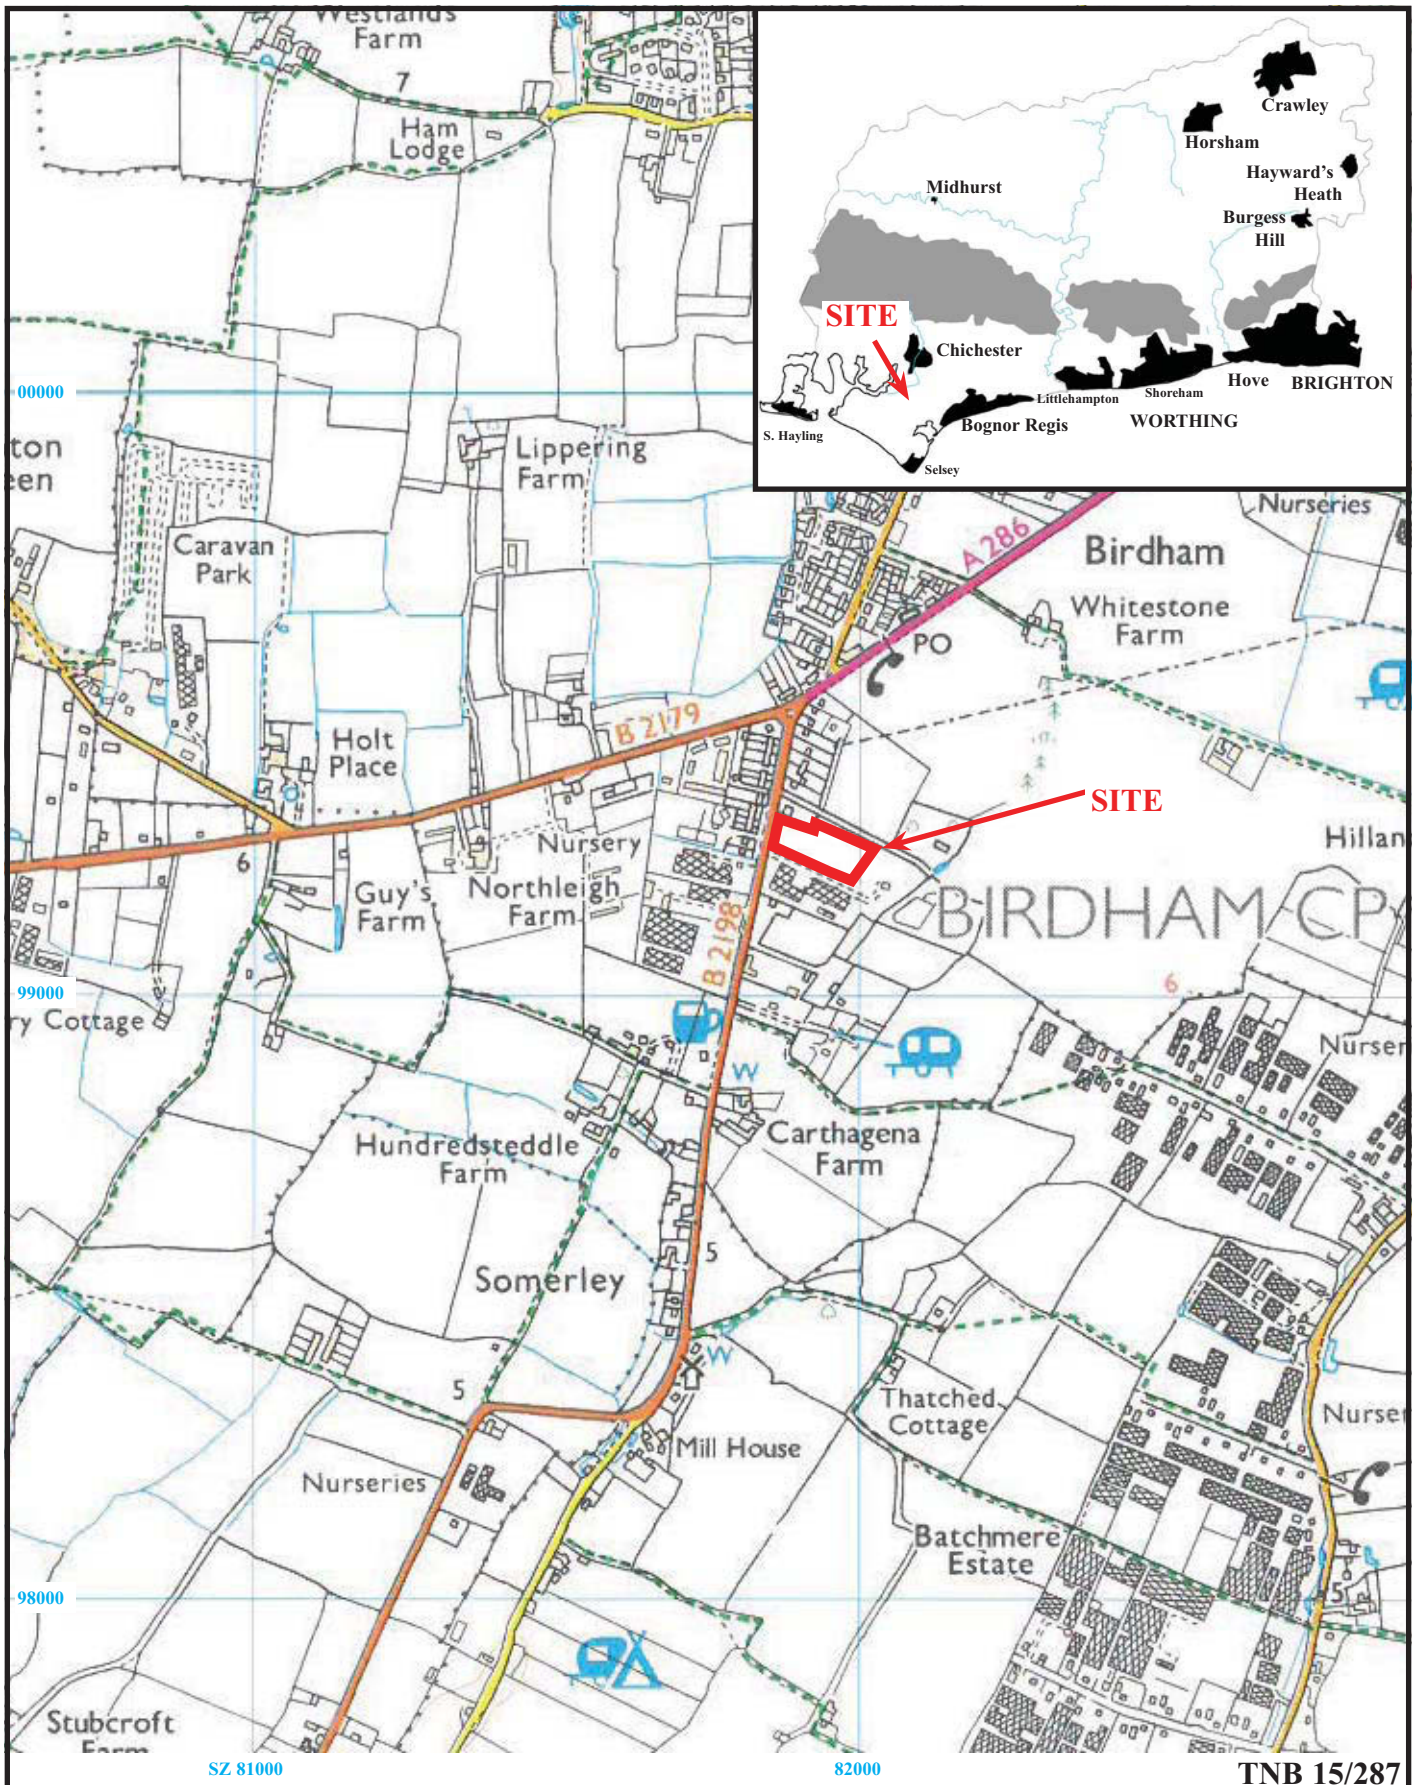 Westlands
Farm
7
Ham
Lodge
Crawley
Horsham
Hayward's
Heath
Midhurst
Burgess
Hill
SITE
Chichester
Littlehampton
Shoreham
Hove
BRIGHTON
S. Hayling
Bognor Regis
WORTHING
Selsey
00000
ton
een
Lippering
Farm
Caravan
Park
A 286
Nurseries
Birdham
Whitestone
Farm
PO
Holt
Place
B 2179
SITE
Hillan
6
Nursery
Guy's
Farm
Northleigh
Farm
B 2198
BIRDHAM CP
99000
6
ry Cottage
Nurser
W
Hundredsteddle
Farm
Carthagena
Farm
5
Somerley
W
5
Thatched
Cottage
Nurser
Mill House
Nurseries
Batchmere
Estate
98000
5
Stubcroft
Farm
SZ 81000
82000
TNB 15/287